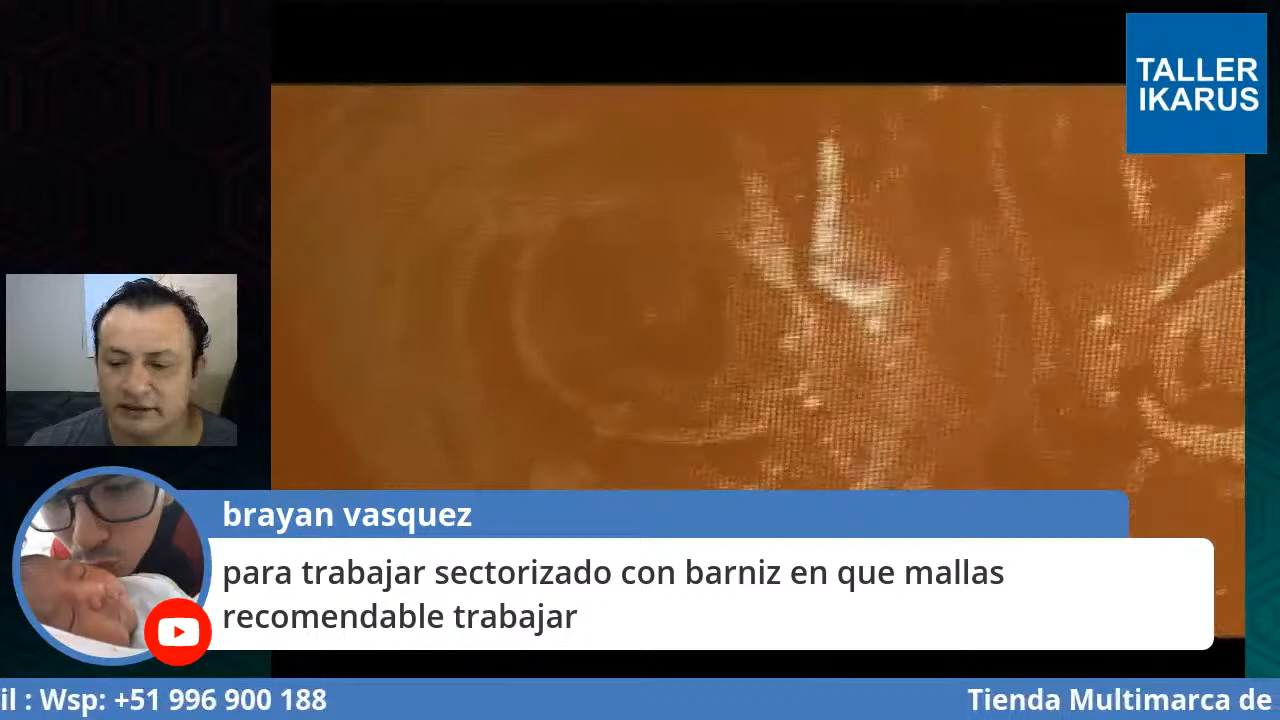 TALLER
IKARUS
brayan vasquez
para trabajar sectorizado con barniz en que mallas
recomendable trabajar
il : Wsp: +51 996 900 188
Tienda Multimarca de